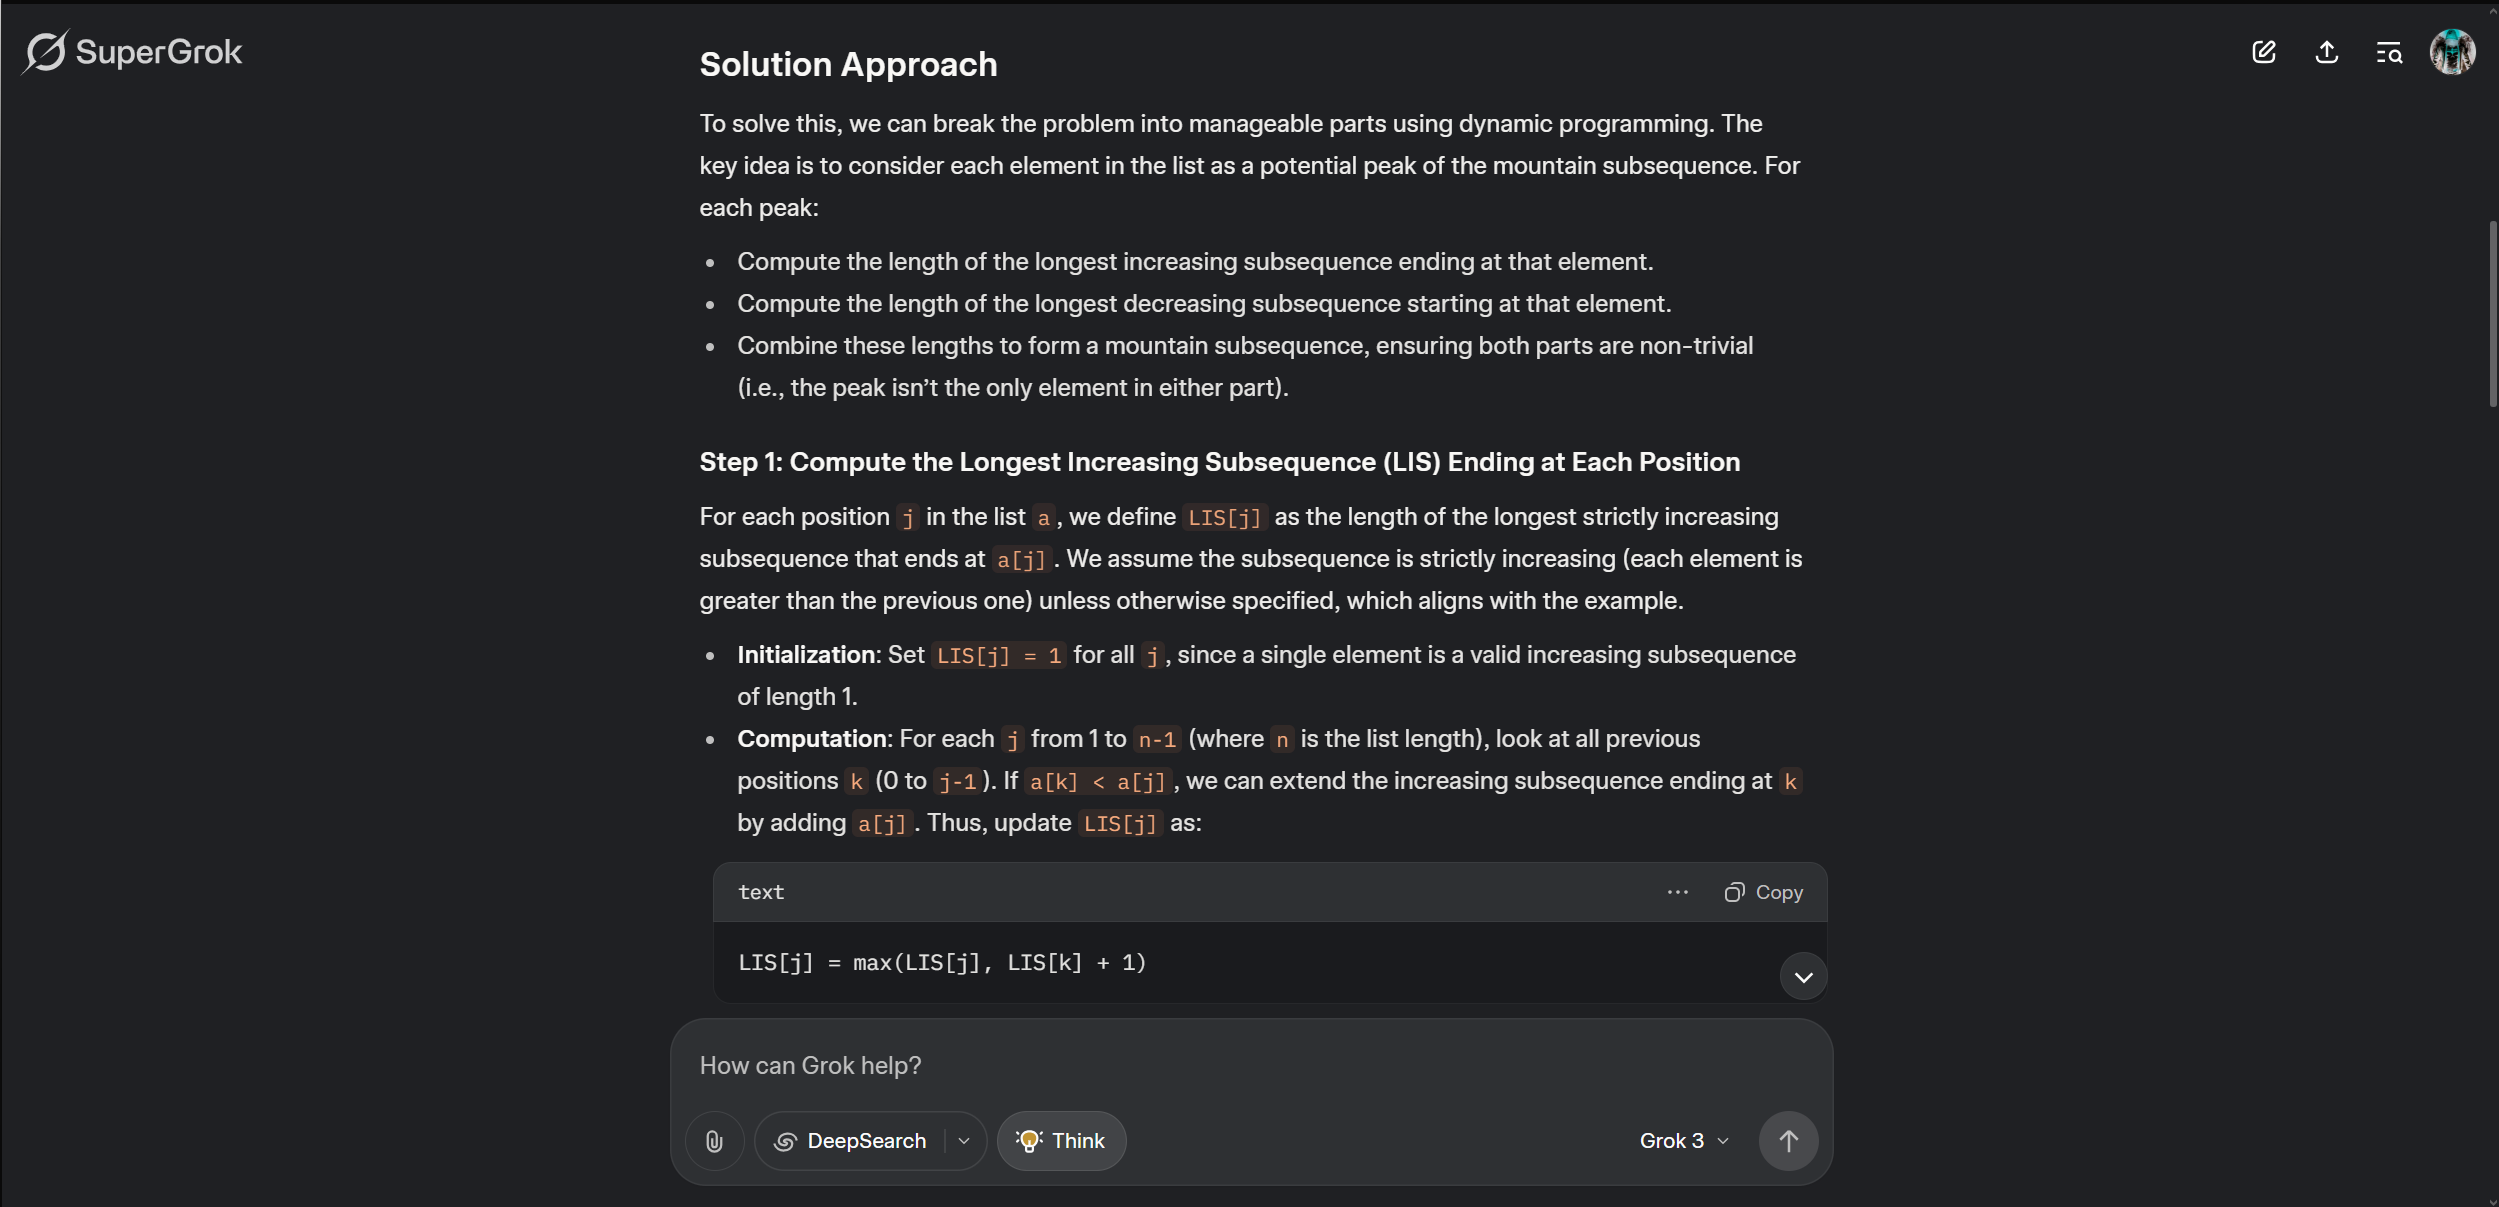 SuperGrok
Solution Approach
To solve this, we can break the problem into manageable parts using dynamic programming. The
key idea is to consider each element in the list as a potential peak of the mountain subsequence. For
each peak:
• Compute the length of the longest increasing subsequence ending at that element.
• Compute the length of the longest decreasing subsequence starting at that element.
• Combine these lengths to form a mountain subsequence, ensuring both parts are non-trivial
(i.e., the peak isn’t the only element in either part).
Step 1: Compute the Longest Increasing Subsequence (LIS) Ending at Each Position
For each position j in the list a, we define LIS[j] as the length of the longest strictly increasing
subsequence that ends at a[j]. We assume the subsequence is strictly increasing (each element is
greater than the previous one) unless otherwise specified, which aligns with the example.
• Initialization: Set LIS[j] = 1 for all j, since a single element is a valid increasing subsequence
of length 1.
• Computation: For each j from 1 to n-1 (where n is the list length), look at all previous
positions k (0 to j-1). If a[k] < a[j], we can extend the increasing subsequence ending at k
by adding a[j]. Thus, update LIS[j] as:
text
Copy
LIS[j] = max(LIS[j], LIS[k] + 1)
How can Grok help?
DeepSearch
Think
Grok 3